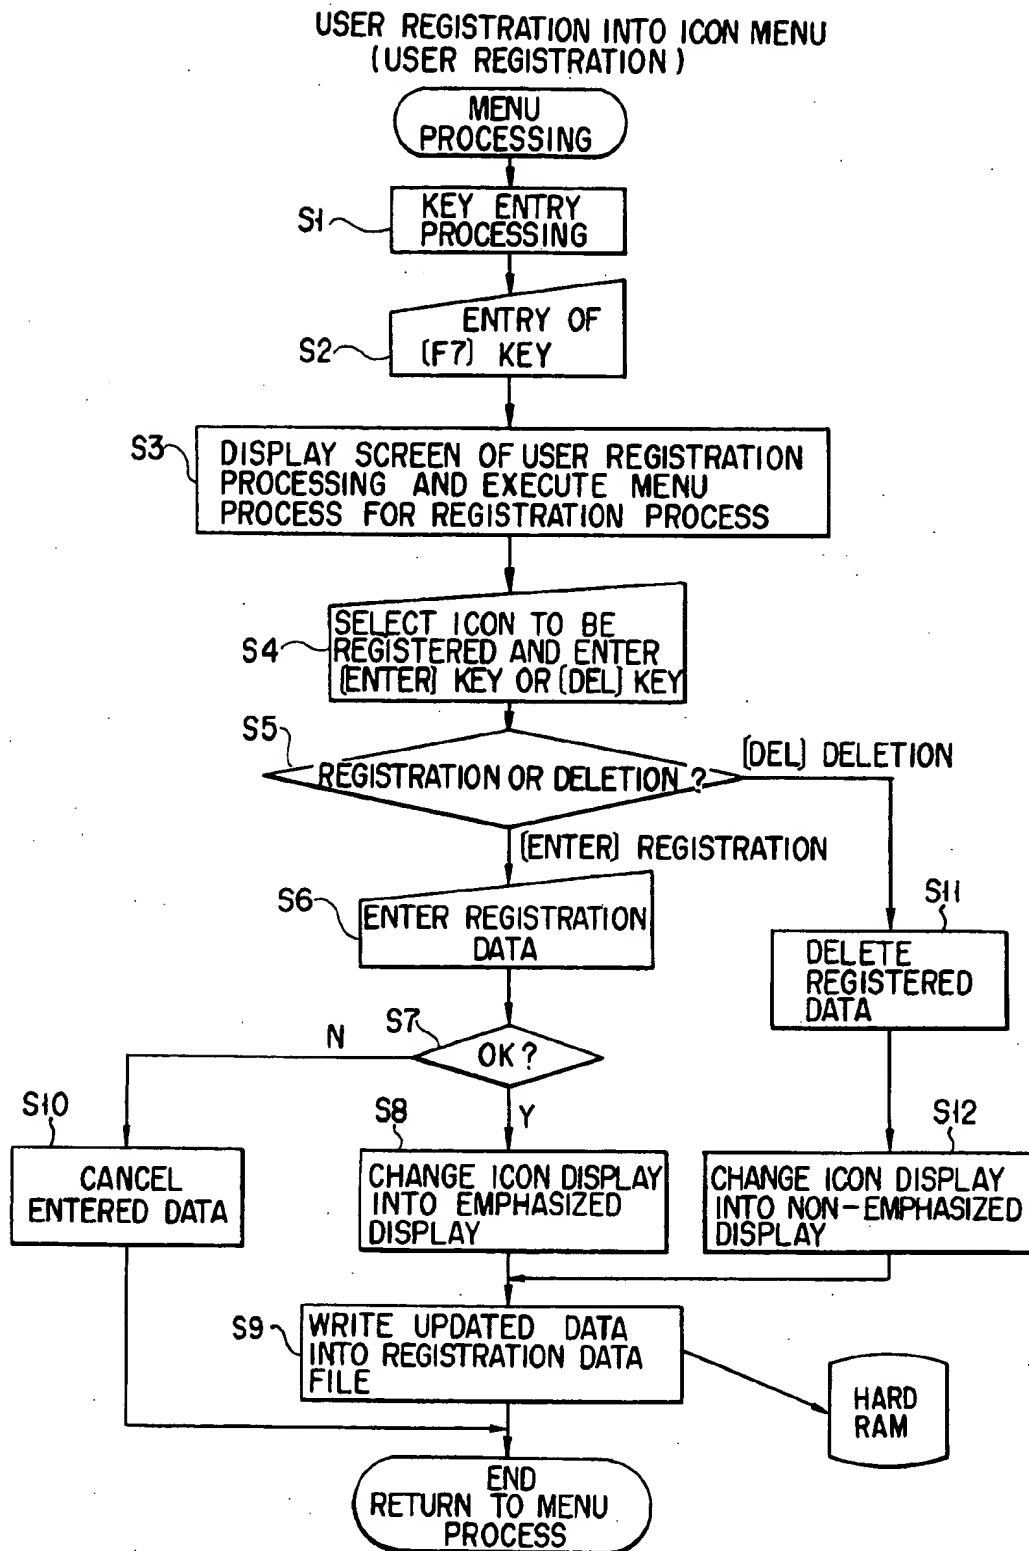 USER REGISTRATION INTO ICON MENU
(USER REGISTRATION)
MENU
PROCESSING
S1
KEY ENTRY
PROCESSING
S2
ENTRY OF
[F7] KEY
S3
DISPLAY SCREEN OF USER REGISTRATION
PROCESSING AND EXECUTE MENU
PROCESS FOR REGISTRATION PROCESS
S4
SELECT ICON TO BE
REGISTERED AND ENTER
[ENTER] KEY OR [DEL] KEY
S5
REGISTRATION OR DELETION ?
[DEL] DELETION
[ENTER] REGISTRATION
S6
ENTER REGISTRATION
DATA
S11
DELETE
REGISTERED
DATA
S7
OK?
N
Y
S10
CANCEL
ENTERED DATA
S8
CHANGE ICON DISPLAY
INTO EMPHASIZED
DISPLAY
S12
CHANGE ICON DISPLAY
INTO NON-EMPHASIZED
DISPLAY
S9
WRITE UPDATED DATA
INTO REGISTRATION DATA
FILE
HARD
RAM
END
RETURN TO MENU
PROCESS